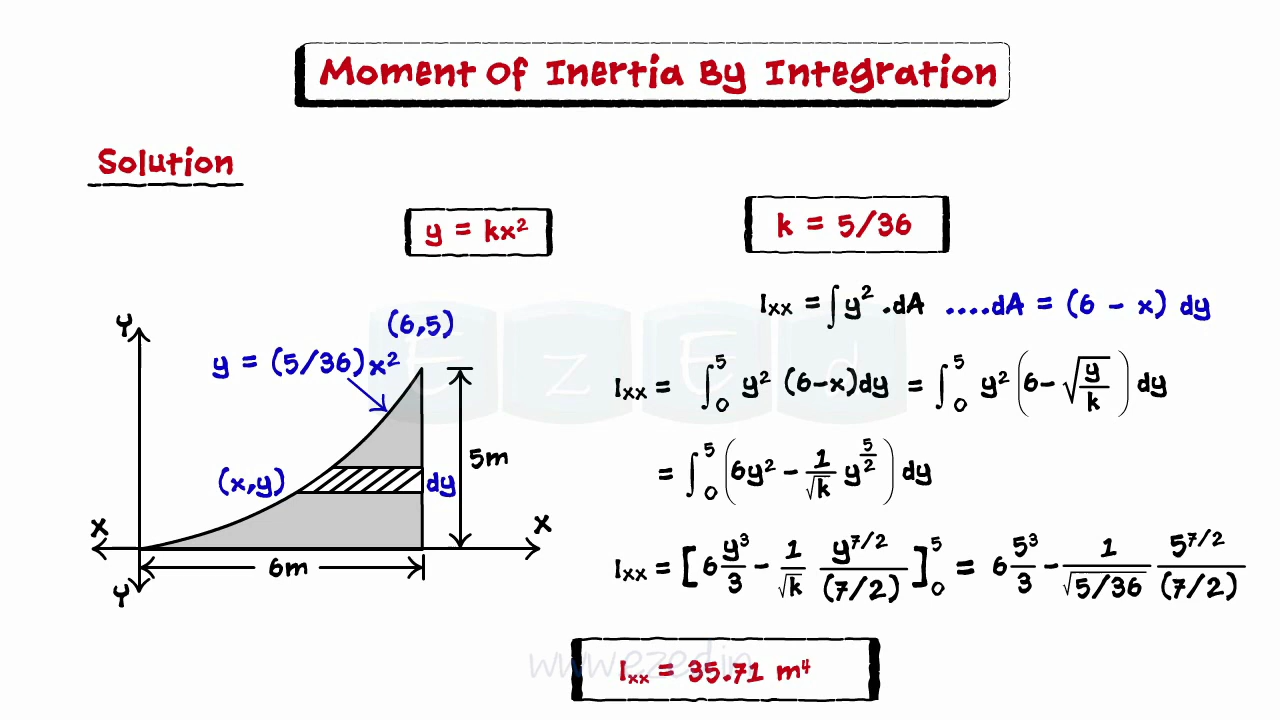 Moment Of Inertia By Integration
Solution
y = kx²
k = 5/36
Ixx = ∫ y² .dA ....dA = (6 - x) dy
Ixx = ∫₀⁵ y² (6-x)dy = ∫₀⁵ y² (6- √(y/k)) dy
= ∫₀⁵ (6y² - 1/√k y^(5/2)) dy
Ixx = [6 y³/3 - 1/√k y^(7/2)/(7/2)]₀⁵ = 6 5³/3 - 1/√5/36 5^(7/2)/(7/2)
Y
(6,5)
y = (5/36)x²
(x,y)
dy
5m
X
X
6m
Y
EZEd
www.ezed.in
Ixx = 35.71 m⁴